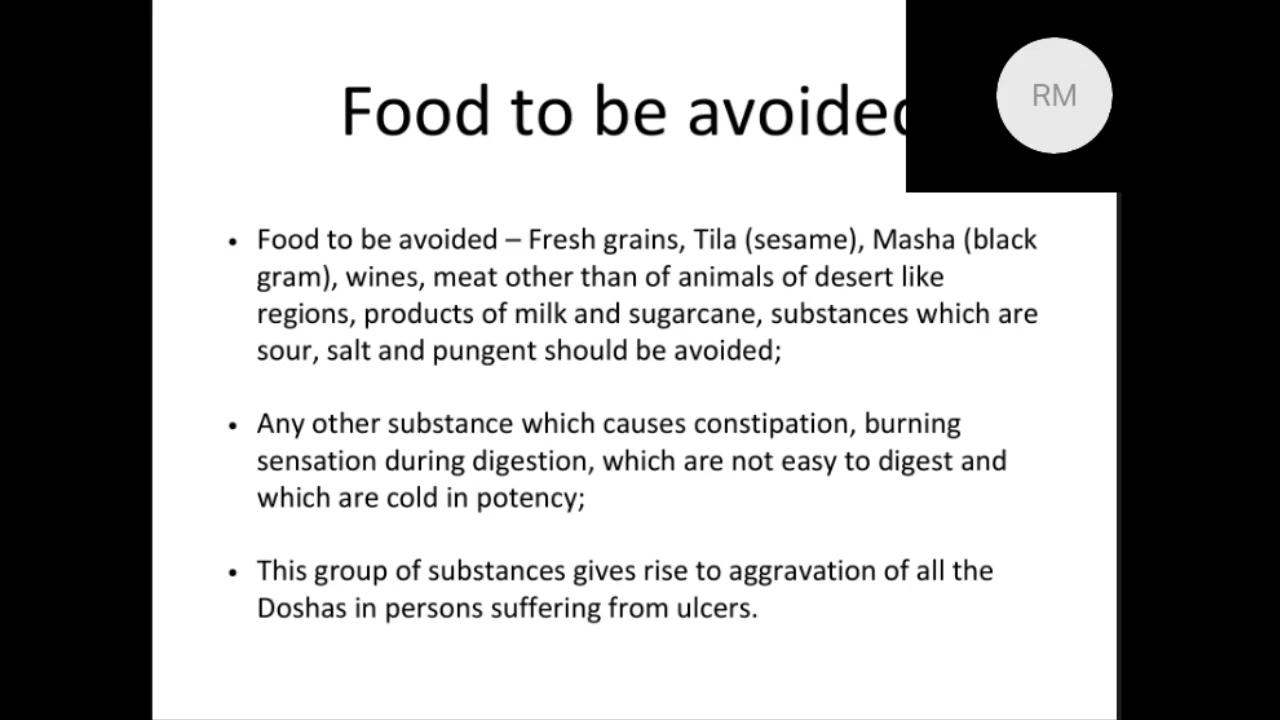 Food to be avoided
RM
• Food to be avoided – Fresh grains, Tila (sesame), Masha (black
gram), wines, meat other than of animals of desert like
regions, products of milk and sugarcane, substances which are
sour, salt and pungent should be avoided;
• Any other substance which causes constipation, burning
sensation during digestion, which are not easy to digest and
which are cold in potency;
• This group of substances gives rise to aggravation of all the
Doshas in persons suffering from ulcers.